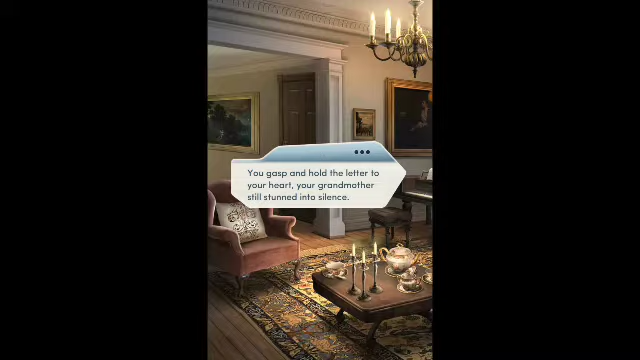 You gasp and hold the letter to
your heart, your grandmother
still stunned into silence.